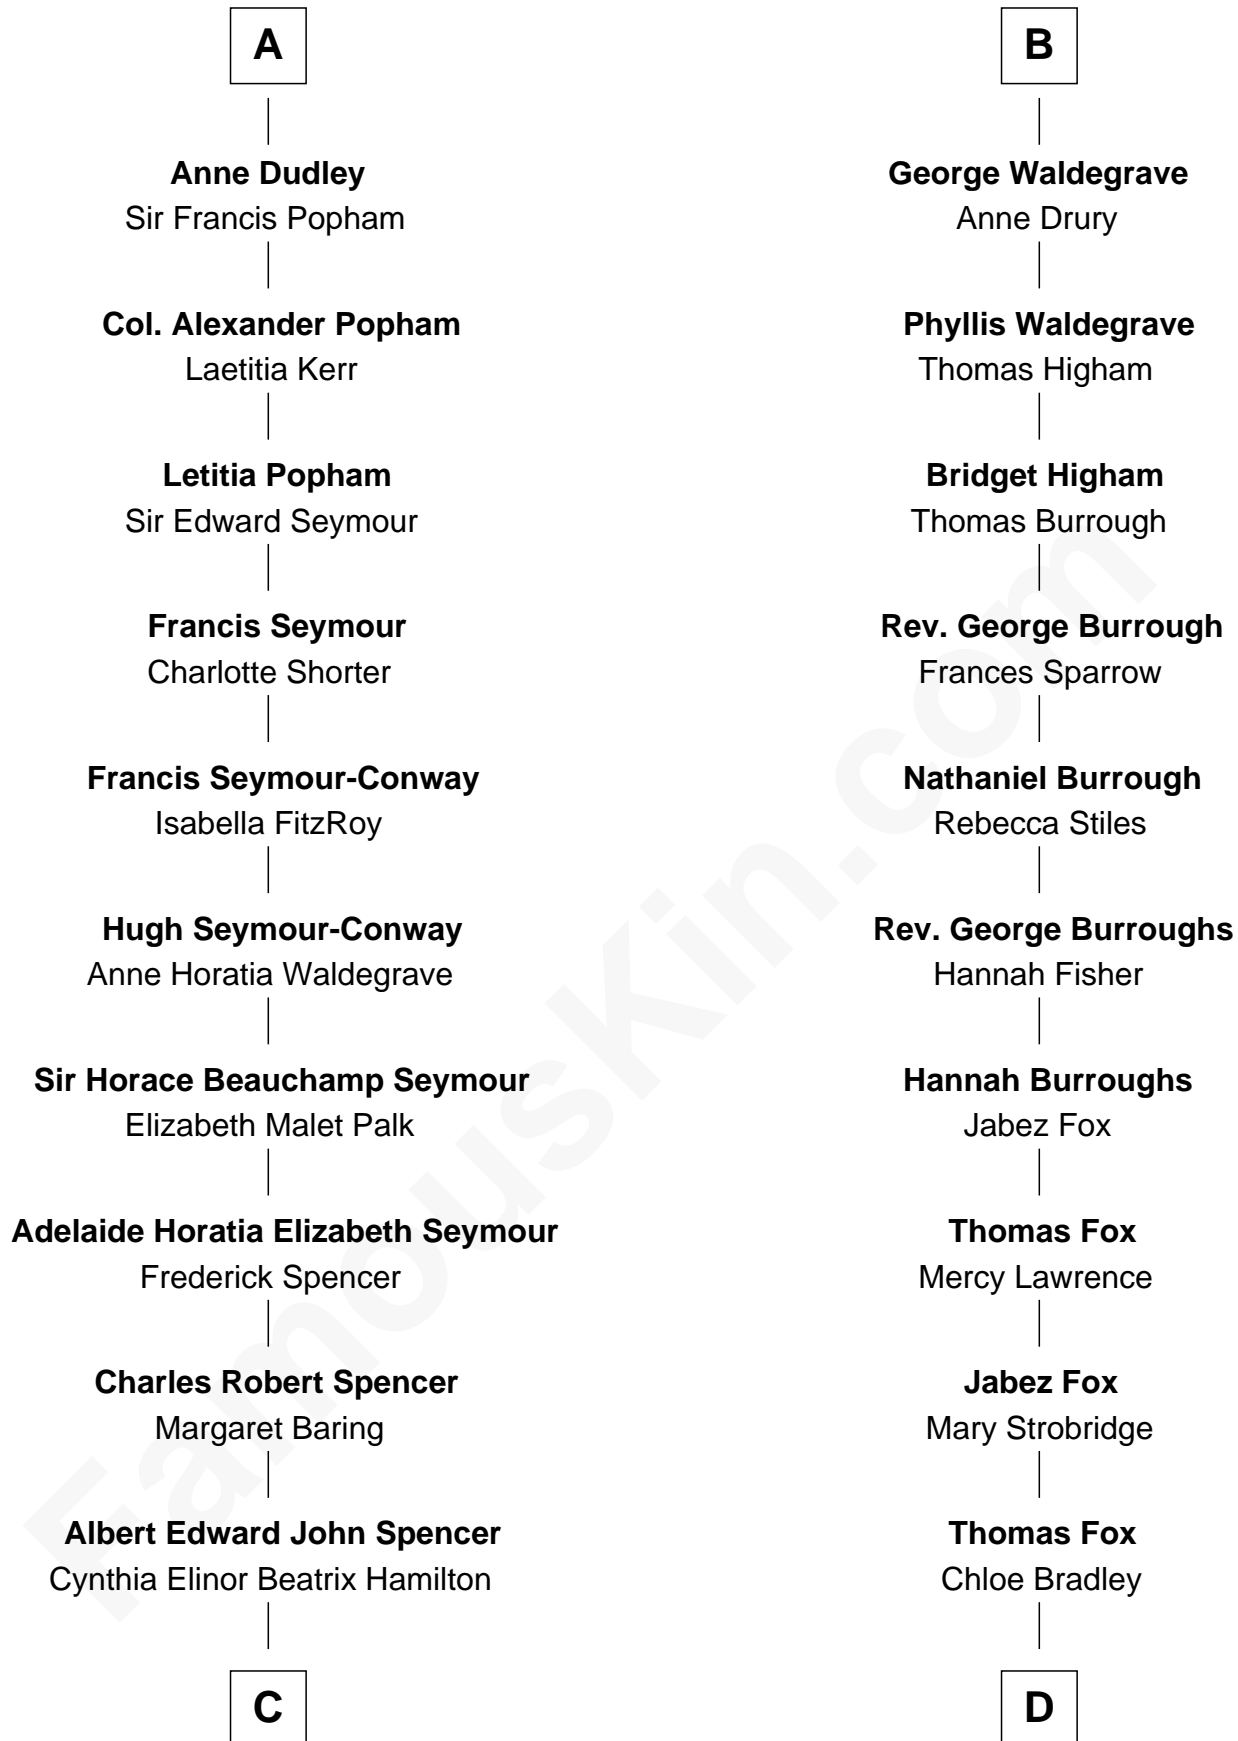 A
Anne Dudley
Sir Francis Popham
Col. Alexander Popham
Laetitia Kerr
Letitia Popham
Sir Edward Seymour
Francis Seymour
Charlotte Shorter
Francis Seymour-Conway
Isabella FitzRoy
Hugh Seymour-Conway
Anne Horatia Waldegrave
Sir Horace Beauchamp Seymour
Elizabeth Malet Palk
Adelaide Horatia Elizabeth Seymour
Frederick Spencer
Charles Robert Spencer
Margaret Baring
Albert Edward John Spencer
Cynthia Elinor Beatrix Hamilton
C
B
George Waldegrave
Anne Drury
Phyllis Waldegrave
Thomas Higham
Bridget Higham
Thomas Burrough
Rev. George Burrough
Frances Sparrow
Nathaniel Burrough
Rebecca Stiles
Rev. George Burroughs
Hannah Fisher
Hannah Burroughs
Jabez Fox
Thomas Fox
Mercy Lawrence
Jabez Fox
Mary Strobridge
Thomas Fox
Chloe Bradley
D
FamousKin.com